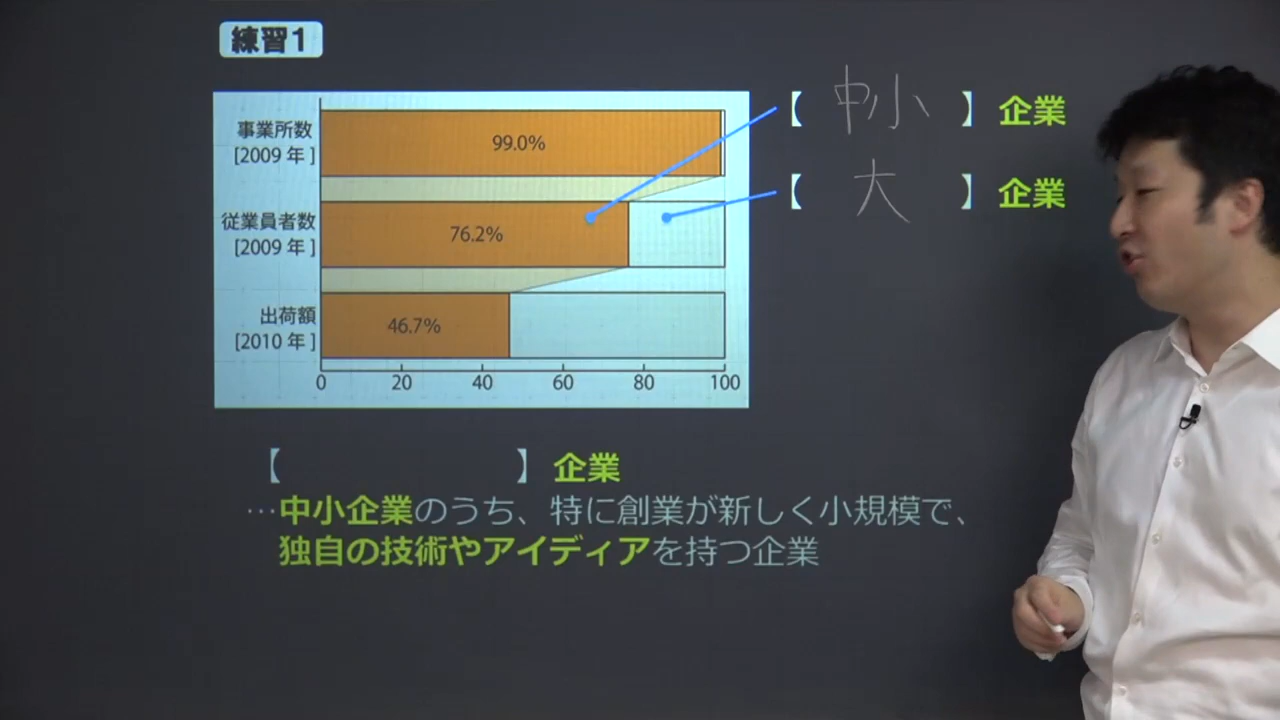 練習1
事業所数
[2009年]
99.0%
従業員者数
[2009年]
76.2%
出荷額
[2010年]
46.7%
0 20 40 60 80 100
【 中小 】企業
【 大 】企業
【 】企業
…中小企業のうち、特に創業が新しく小規模で、
独自の技術やアイディアを持つ企業